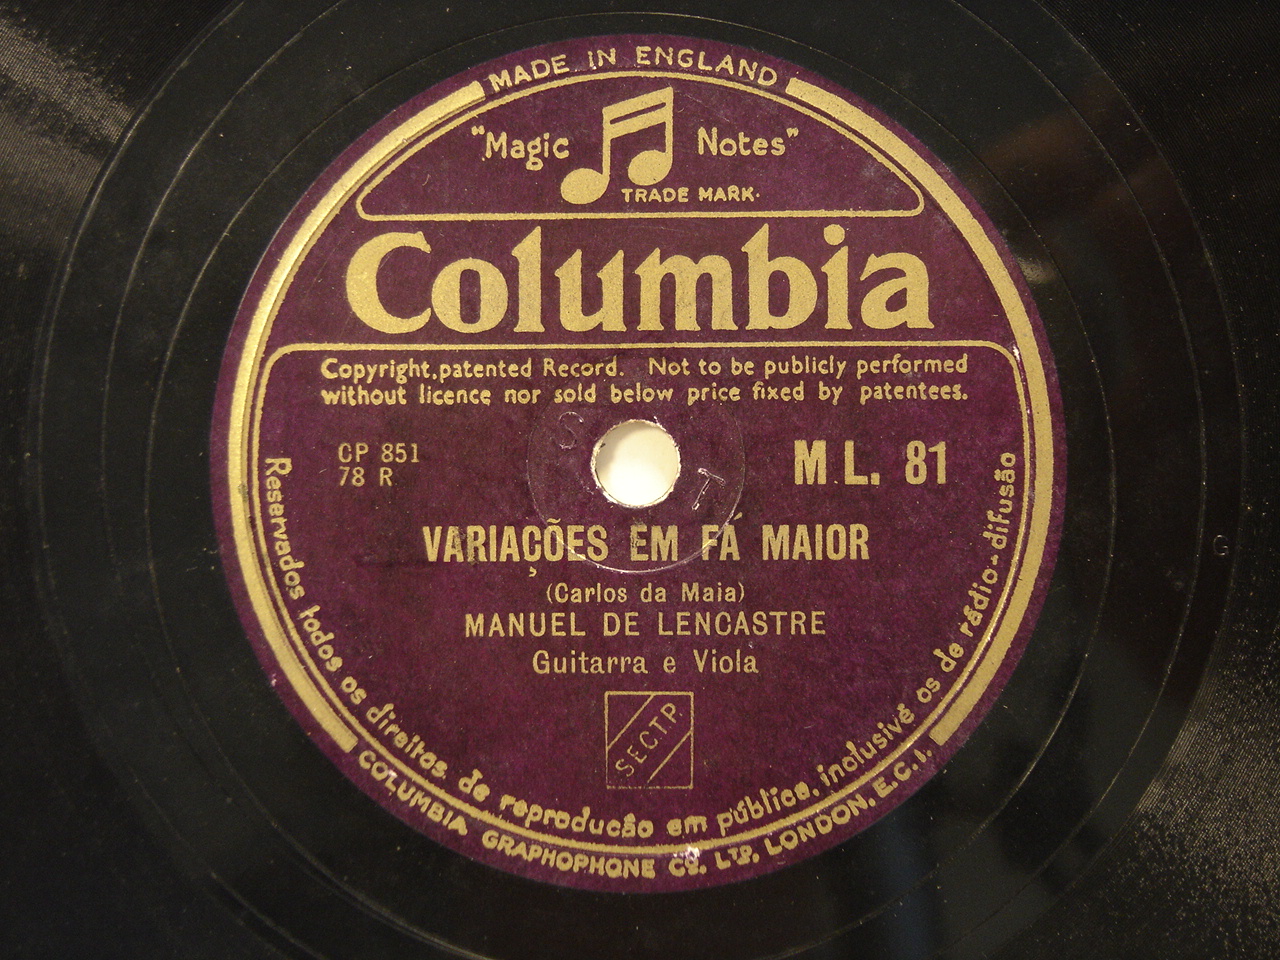 MADE IN ENGLAND
"Magic Notes"
TRADE MARK.
Columbia
Copyright, patented Record. Not to be publicly performed
without licence nor sold below price fixed by patentees.
CP 851
78 R
M L. 81
S T
VARIAÇÕES EM FÁ MAIOR
(Carlos da Maia)
MANUEL DE LENCASTRE
Guitarra e Viola
S.E.C.T.P.
Reservados todos os direitos de reprodução em pública, inclusivé os de rádio-difusão
COLUMBIA GRAPHOPHONE CO. LTD. LONDON. E.C.1.
G